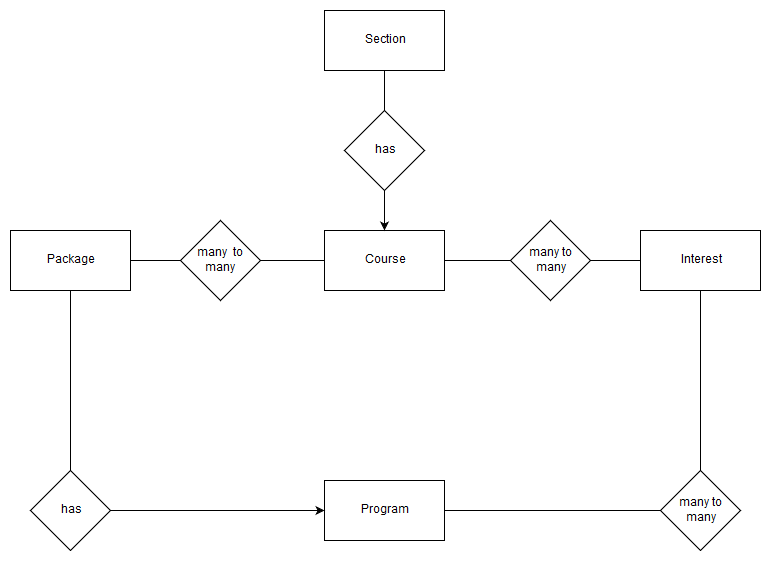 Section
has
Package
many to
many
Course
many to
many
Interest
has
Program
many to
many